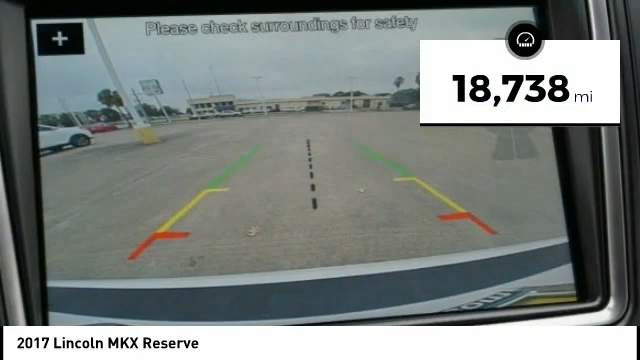 Please check surroundings for safety
+
18,738 mi
2017 Lincoln MKX Reserve